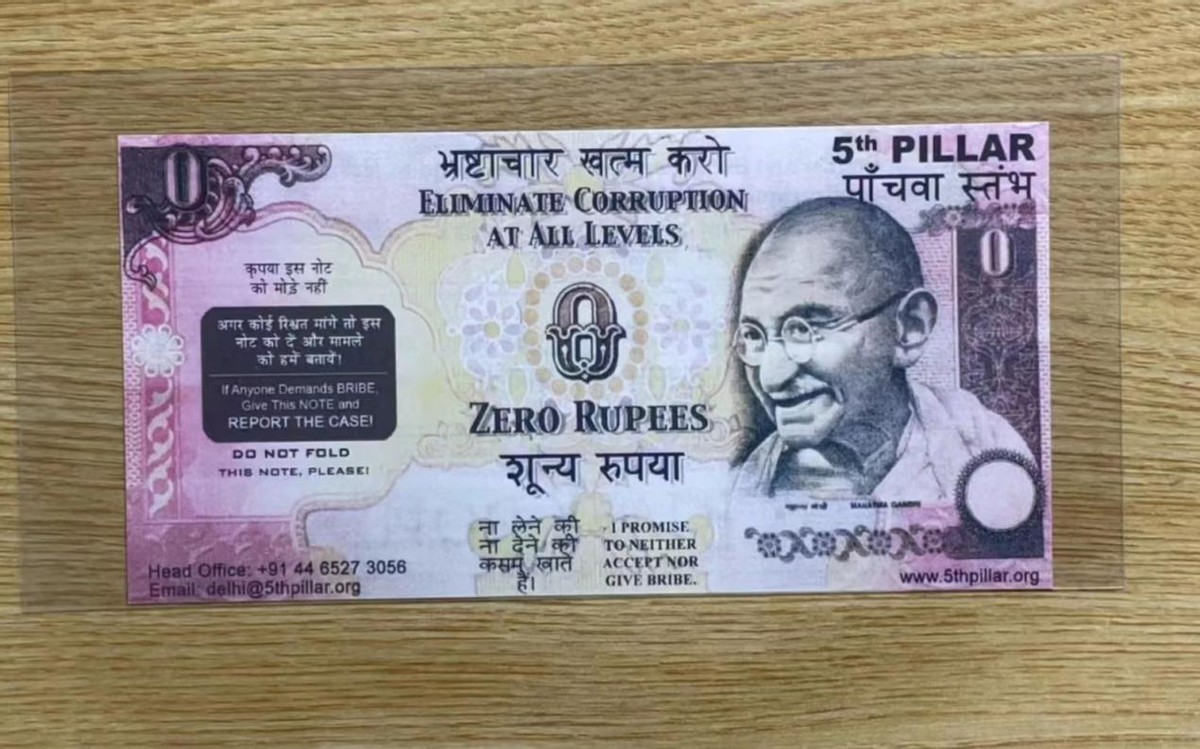 0
भ्रष्टाचार खत्म करो
ELIMINATE CORRUPTION
AT ALL LEVELS
5th PILLAR
पाँचवा स्तंभ
0
कृपया इस नोट
को मोड़े नहीं
अगर कोई रिश्वत मांगे तो इस
नोट को दें और मामले
को हमें बतायें!
If Anyone Demands BRIBE,
Give This NOTE and
REPORT THE CASE!
DO NOT FOLD
THIS NOTE, PLEASE!
0
ZERO RUPEES
शून्य रुपया
महात्मा गाँधी MAHATMA GANDHI
ना लेने की
ना देने की
कसम खाते
हैं।
I PROMISE
TO NEITHER
ACCEPT NOR
GIVE BRIBE.
Head Office: +91 44 6527 3056
Email: delhi@5thpillar.org
www.5thpillar.org